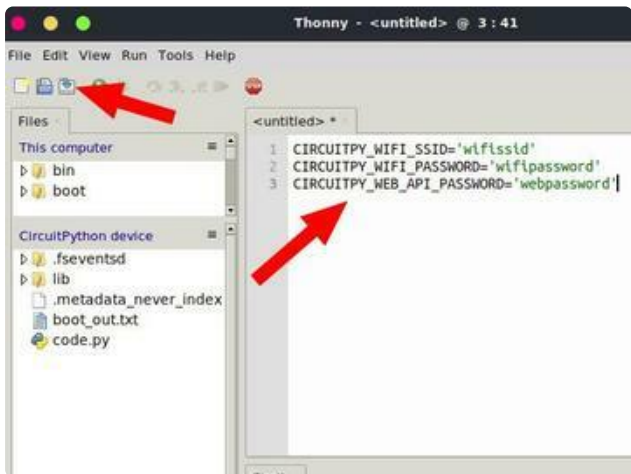 Thonny - <untitled> @ 3:41
File Edit View Run Tools Help
Files
This computer
bin
boot
CircuitPython device
.fseventsd
lib
.metadata_never_index
boot_out.txt
code.py
<untitled> *
1 CIRCUITPY_WIFI_SSID='wifissid'
2 CIRCUITPY_WIFI_PASSWORD='wifipassword'
3 CIRCUITPY_WEB_API_PASSWORD='webpassword'